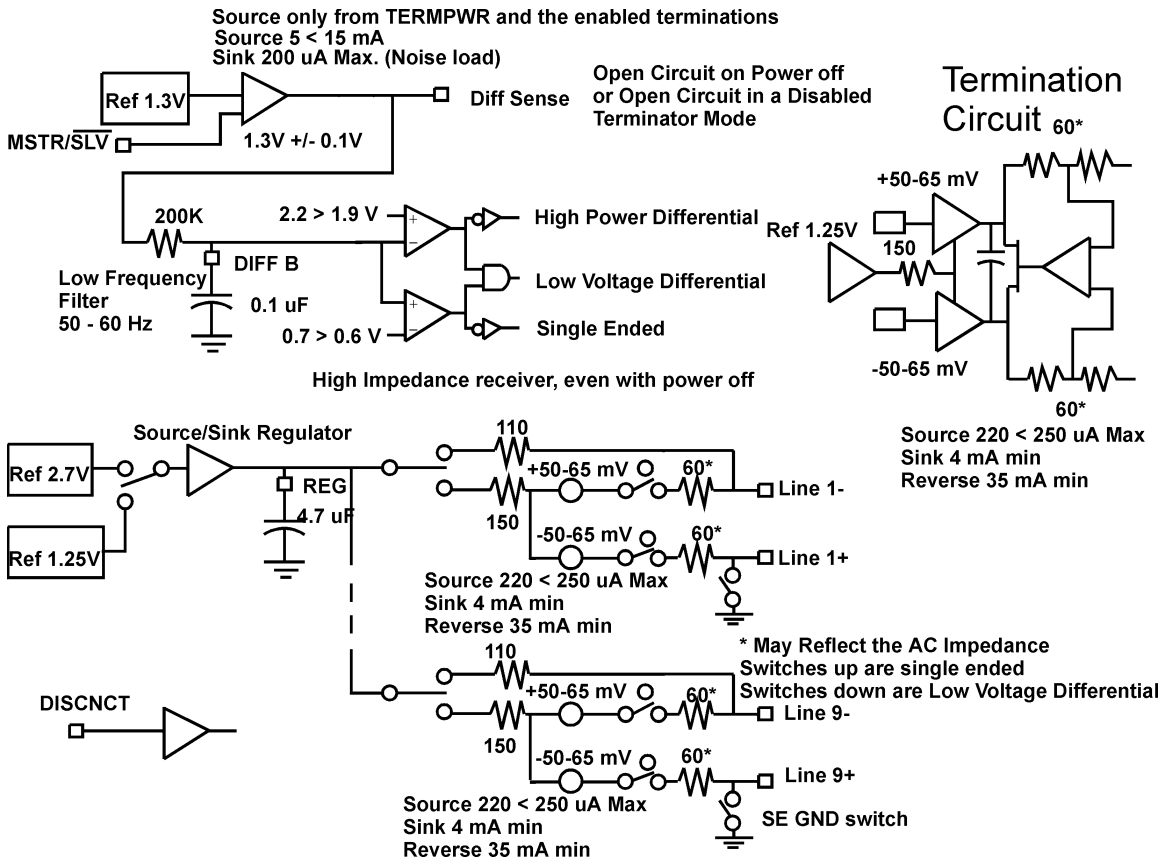 Source only from TERMPWR and the enabled terminations
Source 5 < 15 mA
Sink 200 uA Max. (Noise load)
Ref 1.3V
Diff Sense
Open Circuit on Power off
or Open Circuit in a Disabled
Terminator Mode
MSTR/SLV
1.3V +/- 0.1V
Termination
Circuit
60*
+50-65 mV
Ref 1.25V
150
-50-65 mV
60*
Source 220 < 250 uA Max
Sink 4 mA min
Reverse 35 mA min
200K
2.2 > 1.9 V
+
−
High Power Differential
DIFF B
Low Voltage Differential
Low Frequency
Filter
50 - 60 Hz
0.1 uF
+
−
0.7 > 0.6 V
Single Ended
High Impedance receiver, even with power off
Source/Sink Regulator
Ref 2.7V
Ref 1.25V
REG
4.7 uF
110
+50-65 mV
60*
Line 1-
150
-50-65 mV
60*
Line 1+
Source 220 < 250 uA Max
Sink 4 mA min
Reverse 35 mA min
* May Reflect the AC Impedance
Switches up are single ended
Switches down are Low Voltage Differential
110
+50-65 mV
60*
Line 9-
150
-50-65 mV
60*
Line 9+
Source 220 < 250 uA Max
Sink 4 mA min
Reverse 35 mA min
SE GND switch
DISCNCT